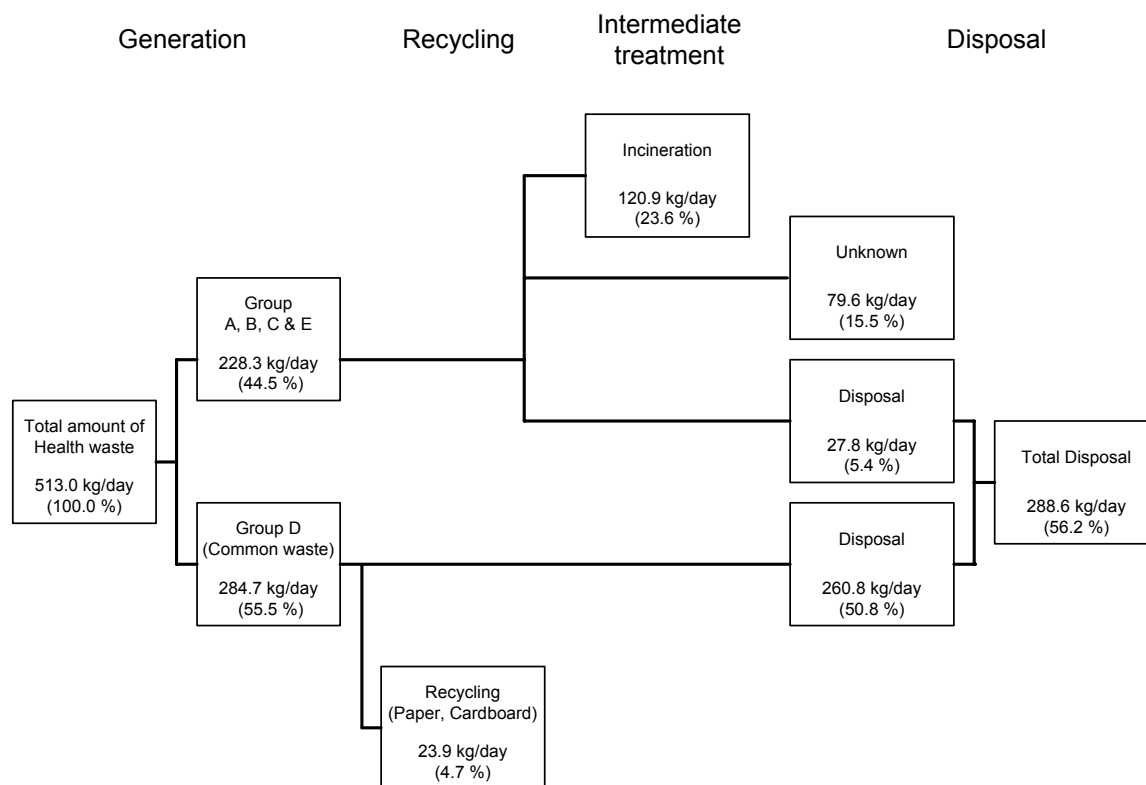 Generation
Recycling
Intermediate
treatment
Disposal
Incineration
120.9 kg/day
(23.6 %)
Unknown
79.6 kg/day
(15.5 %)
Group
A, B, C & E
228.3 kg/day
(44.5 %)
Disposal
27.8 kg/day
(5.4 %)
Total amount of
Health waste
513.0 kg/day
(100.0 %)
Total Disposal
288.6 kg/day
(56.2 %)
Group D
(Common waste)
284.7 kg/day
(55.5 %)
Disposal
260.8 kg/day
(50.8 %)
Recycling
(Paper, Cardboard)
23.9 kg/day
(4.7 %)